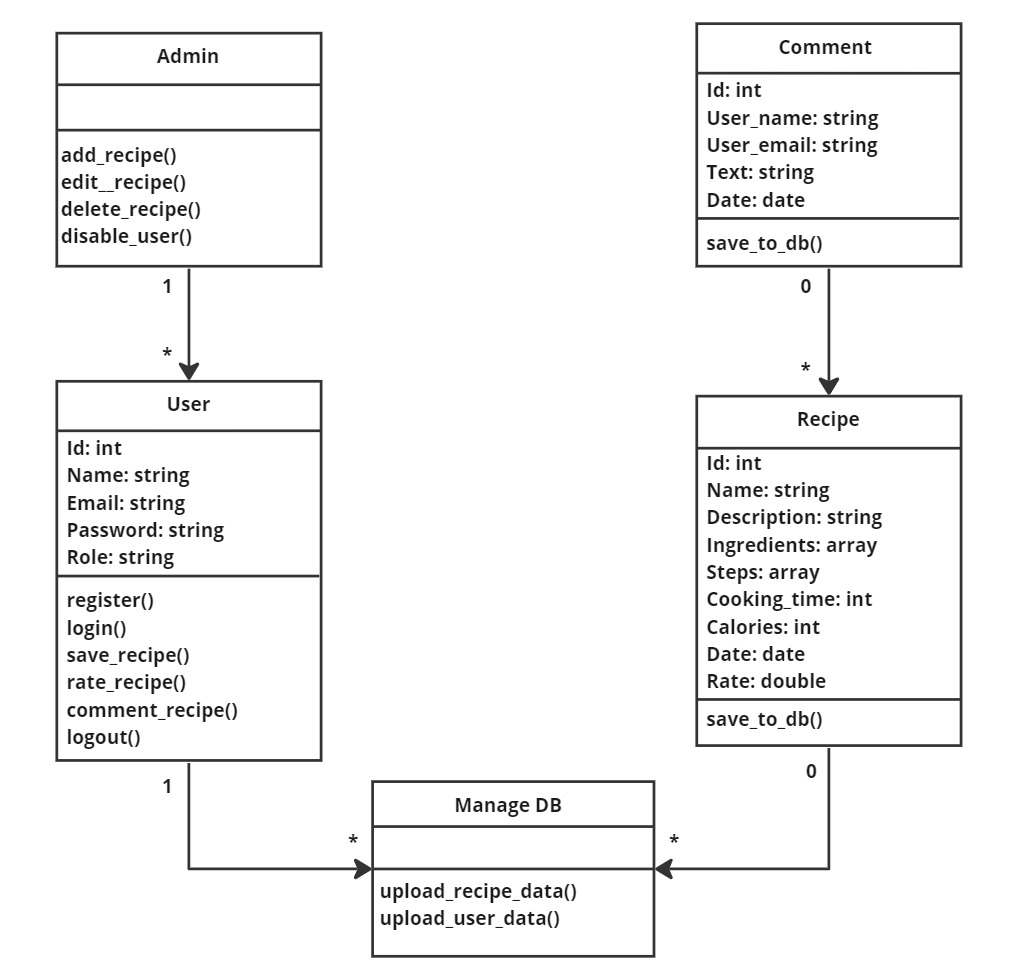 Admin
add_recipe()
edit__recipe()
delete_recipe()
disable_user()
1
*
User
Id: int
Name: string
Email: string
Password: string
Role: string
register()
login()
save_recipe()
rate_recipe()
comment_recipe()
logout()
1
*
Comment
Id: int
User_name: string
User_email: string
Text: string
Date: date
save_to_db()
0
*
Recipe
Id: int
Name: string
Description: string
Ingredients: array
Steps: array
Cooking_time: int
Calories: int
Date: date
Rate: double
save_to_db()
0
*
Manage DB
upload_recipe_data()
upload_user_data()